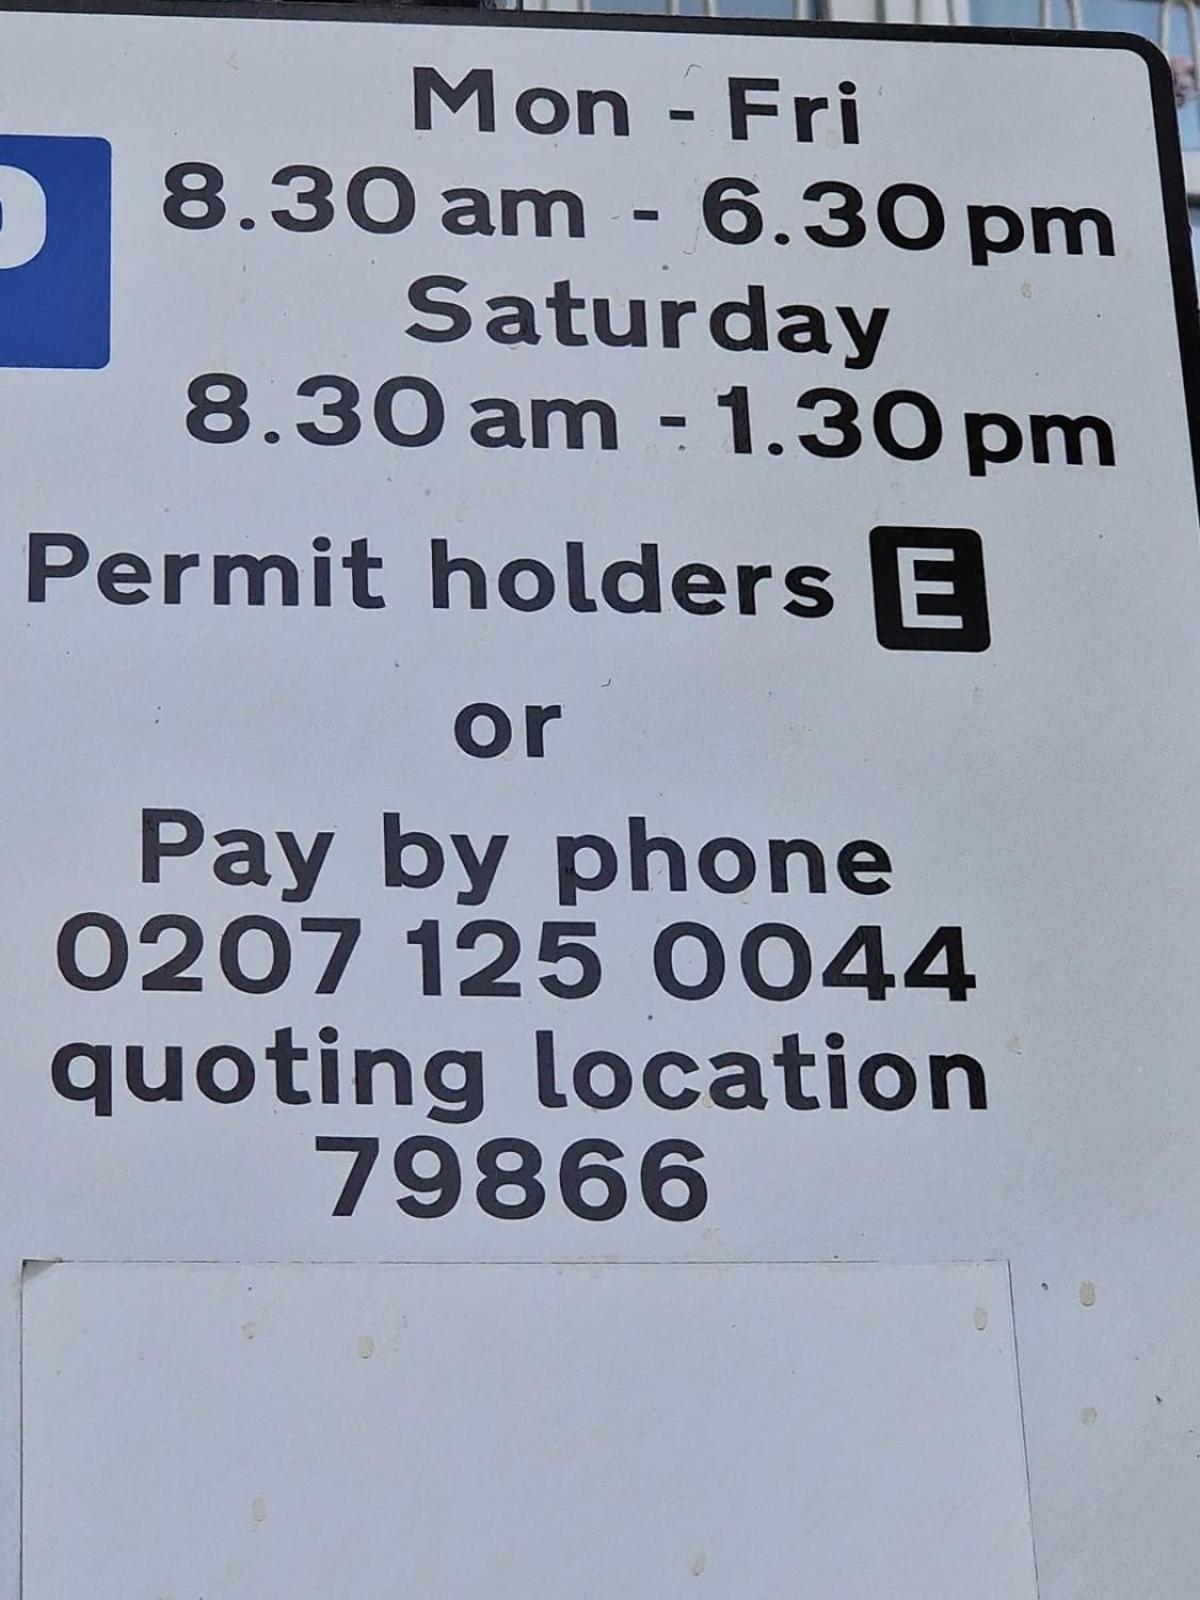 Mon - Fri
P 8.30 am - 6.30 pm
Saturday
8.30 am - 1.30 pm
Permit holders E
or
Pay by phone
0207 125 0044
quoting location
79866